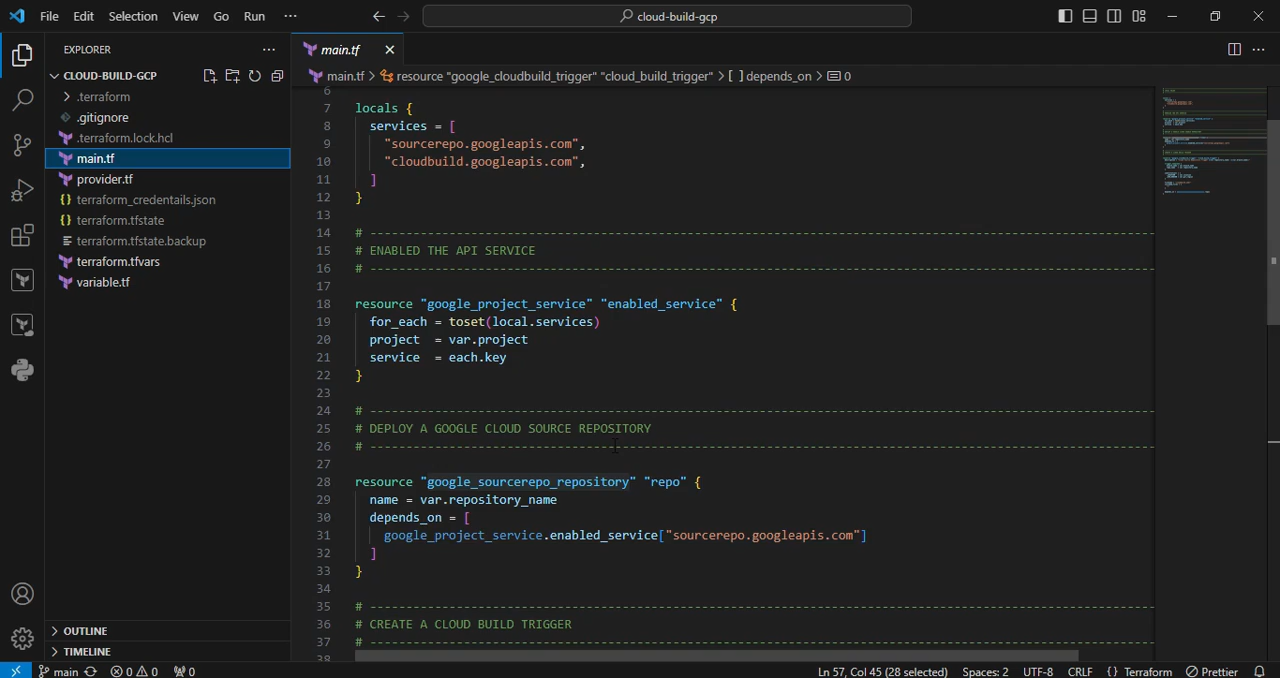 File Edit Selection View Go Run ··· cloud-build-gcp
EXPLORER ···
CLOUD-BUILD-GCP
.terraform
.gitignore
.terraform.lock.hcl
main.tf
provider.tf
{} terraform_credentails.json
{} terraform.tfstate
terraform.tfstate.backup
terraform.tfvars
variable.tf
OUTLINE
TIMELINE
main.tf
main.tf > resource "google_cloudbuild_trigger" "cloud_build_trigger" > [ ] depends_on > 0
6
7 locals {
8 services = [
9 "sourcerepo.googleapis.com",
10 "cloudbuild.googleapis.com",
11 ]
12 }
13
14 # ----------------------------------------------------------------------------------------------------------------
15 # ENABLED THE API SERVICE
16 # ----------------------------------------------------------------------------------------------------------------
17
18 resource "google_project_service" "enabled_service" {
19 for_each = toset(local.services)
20 project = var.project
21 service = each.key
22 }
23
24 # ----------------------------------------------------------------------------------------------------------------
25 # DEPLOY A GOOGLE CLOUD SOURCE REPOSITORY
26 # ----------------------------------------------------------------------------------------------------------------
27
28 resource "google_sourcerepo_repository" "repo" {
29 name = var.repository_name
30 depends_on = [
31 google_project_service.enabled_service["sourcerepo.googleapis.com"]
32 ]
33 }
34
35 # ----------------------------------------------------------------------------------------------------------------
36 # CREATE A CLOUD BUILD TRIGGER
37 # ----------------------------------------------------------------------------------------------------------------
38
main 0 0 0 Ln 57, Col 45 (28 selected) Spaces: 2 UTF-8 CRLF {} Terraform Prettier